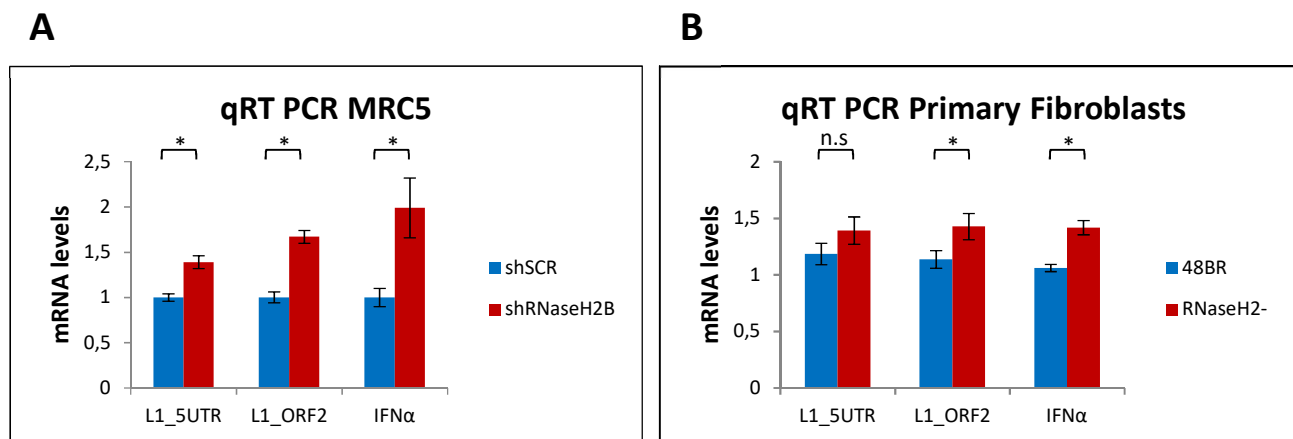 A
qRT PCR MRC5
* * *
mRNA levels
2,5
2
1,5
1
0,5
0
L1_5UTR L1_ORF2 IFNα
shSCR
shRNaseH2B
B
qRT PCR Primary Fibroblasts
n.s * *
mRNA levels
2
1,5
1
0,5
0
L1_5UTR L1_ORF2 IFNα
48BR
RNaseH2-